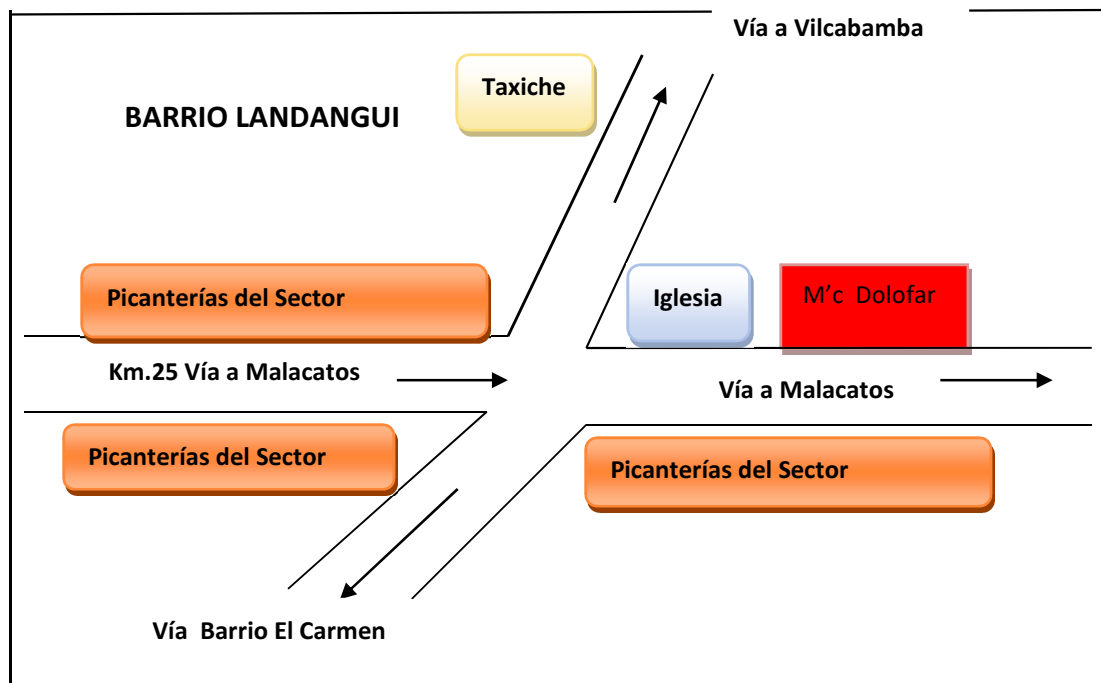 Vía a Vilcabamba
Taxiche
BARRIO LANDANGUI
Picanterías del Sector
Iglesia
M’c Dolofar
Km.25 Vía a Malacatos
Vía a Malacatos
Picanterías del Sector
Picanterías del Sector
Vía Barrio El Carmen